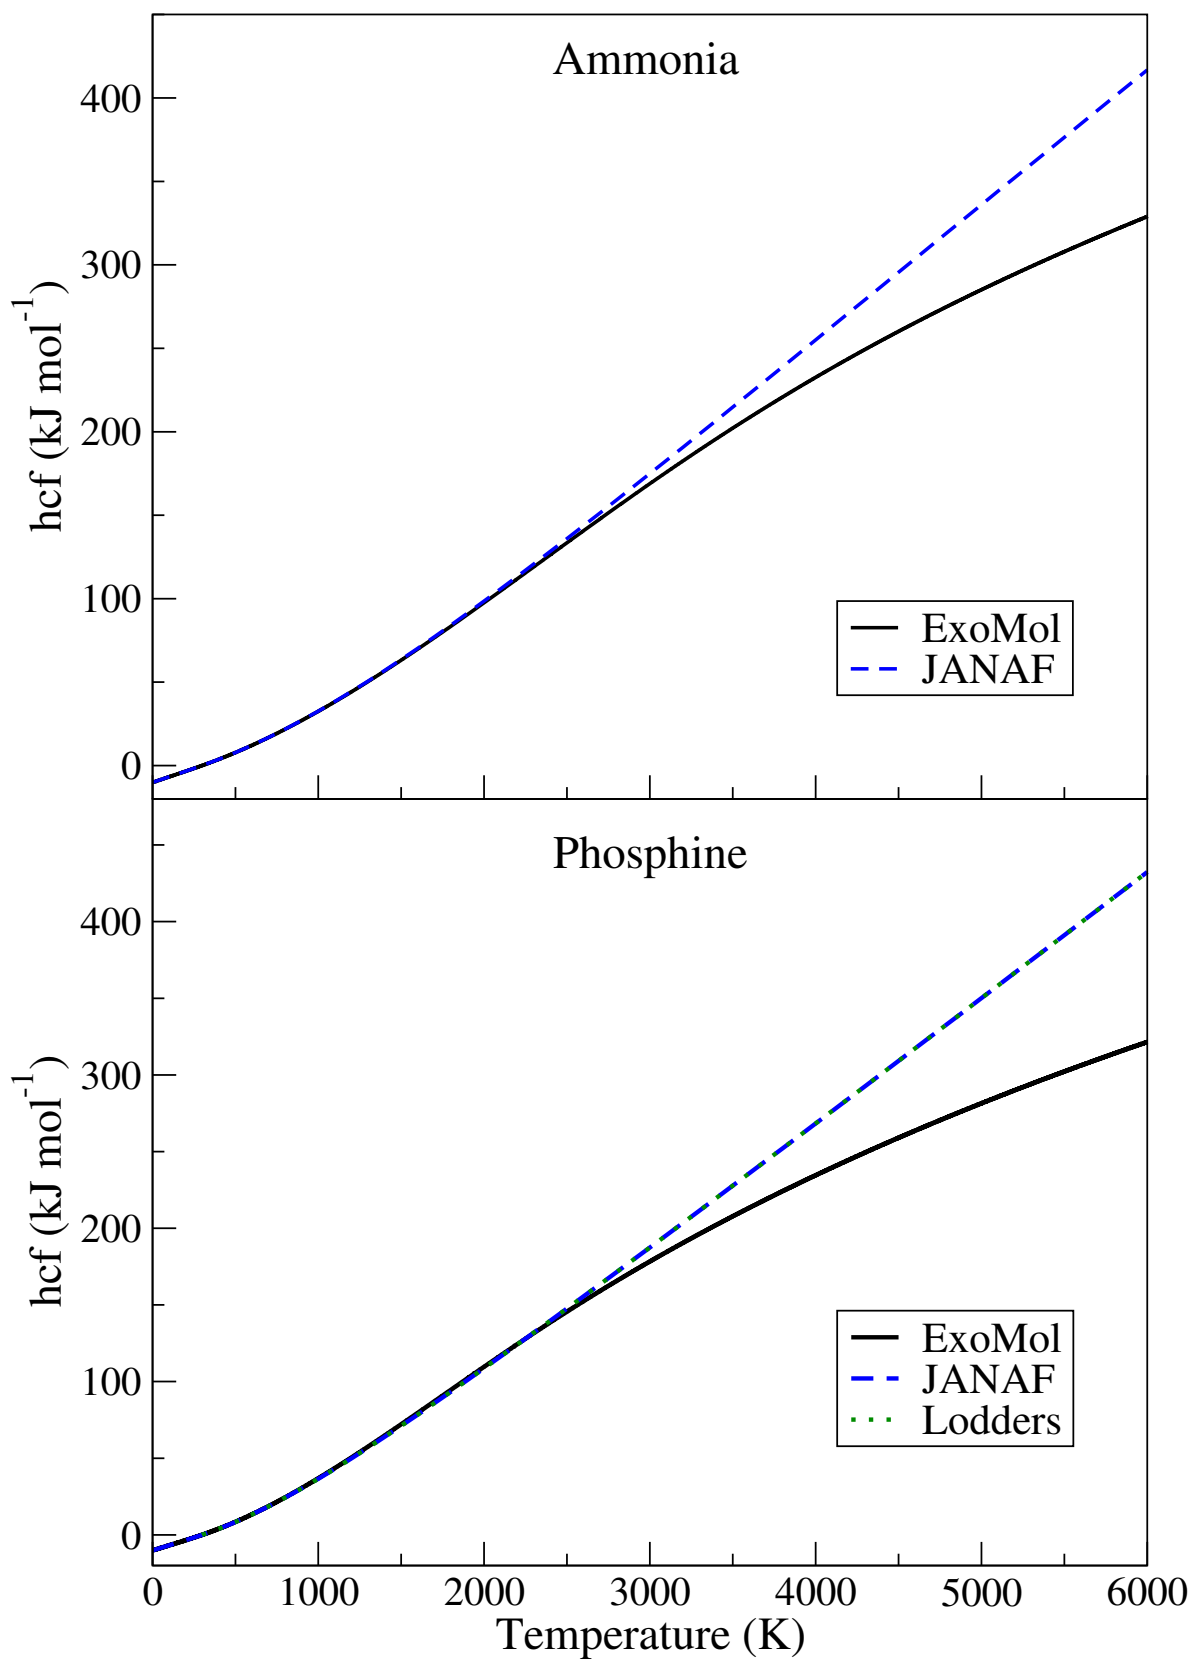 Ammonia
400
300
200
100
0
hcf (kJ mol⁻¹)
ExoMol
JANAF
Phosphine
400
300
200
100
0
hcf (kJ mol⁻¹)
ExoMol
JANAF
Lodders
0 1000 2000 3000 4000 5000 6000
Temperature (K)